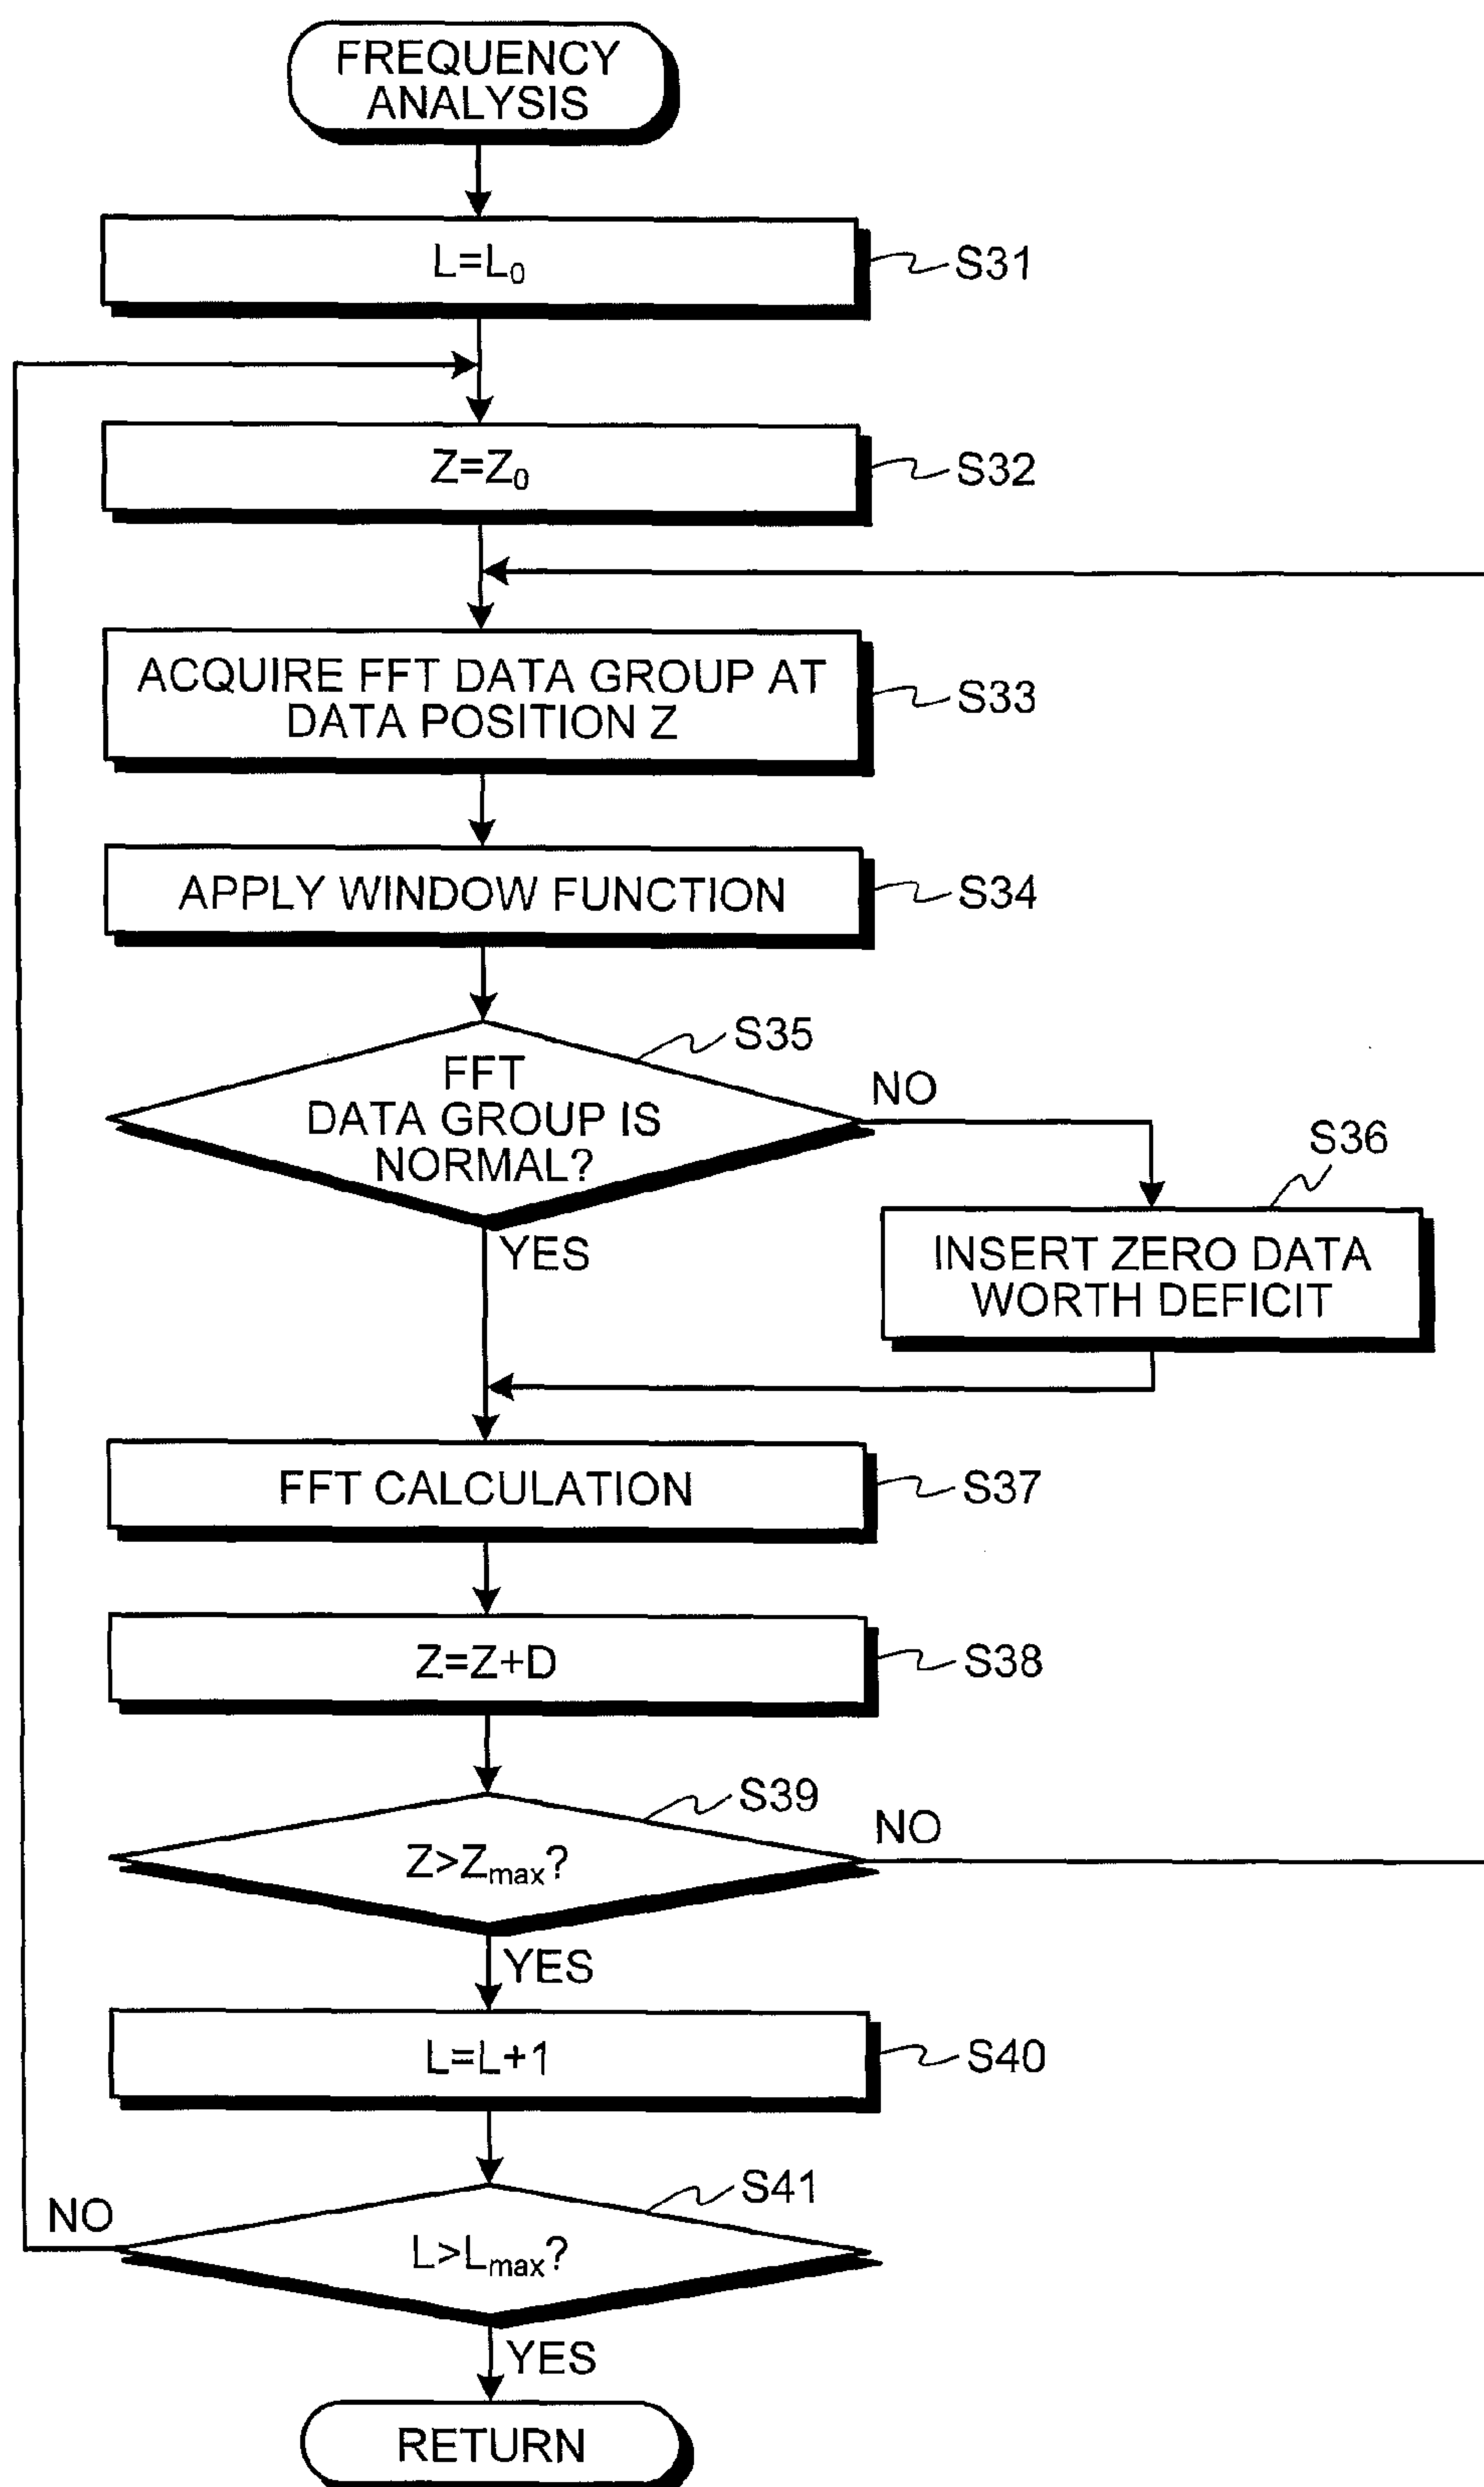 FREQUENCY
ANALYSIS
L=L0
S31
Z=Z0
S32
ACQUIRE FFT DATA GROUP AT
DATA POSITION Z
S33
APPLY WINDOW FUNCTION
S34
S35
FFT
DATA GROUP IS
NORMAL?
NO
YES
S36
INSERT ZERO DATA
WORTH DEFICIT
FFT CALCULATION
S37
Z=Z+D
S38
S39
Z>Zmax?
NO
YES
L=L+1
S40
S41
L>Lmax?
NO
YES
RETURN